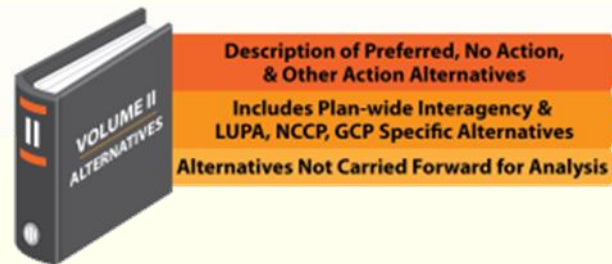 II
VOLUME II
ALTERNATIVES
Description of Preferred, No Action,
& Other Action Alternatives
Includes Plan-wide Interagency &
LUPA, NCCP, GCP Specific Alternatives
Alternatives Not Carried Forward for Analysis